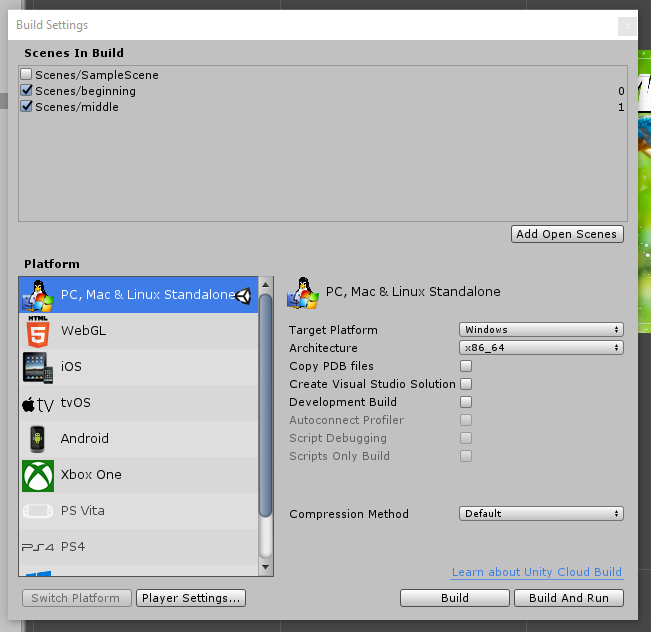 Build Settings
Scenes In Build
Scenes/SampleScene
Scenes/beginning 0
Scenes/middle 1
Add Open Scenes
Platform
PC, Mac & Linux Standalone
HTML
WebGL
iOS
tv tvOS
Android
Xbox One
PS Vita
PS4 PS4
Switch Platform
Player Settings...
PC, Mac & Linux Standalone
Target Platform Windows
Architecture x86_64
Copy PDB files
Create Visual Studio Solution
Development Build
Autoconnect Profiler
Script Debugging
Scripts Only Build
Compression Method Default
Learn about Unity Cloud Build
Build
Build And Run